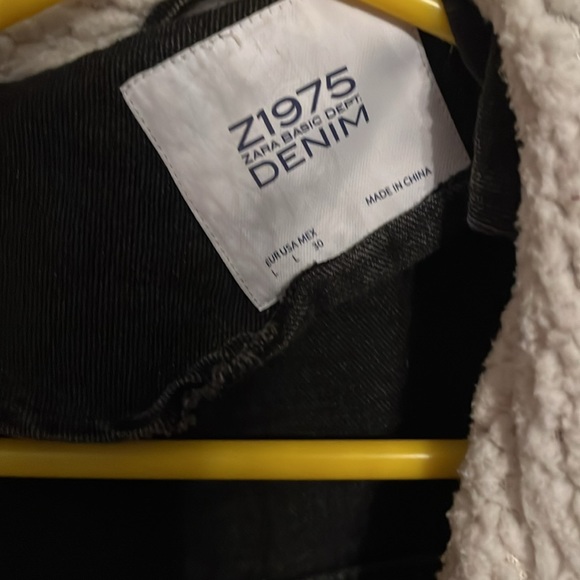 Z1975
ZARA BASIC DEPT.
DENIM
MADE IN CHINA
EUR USA MEX
L L 30